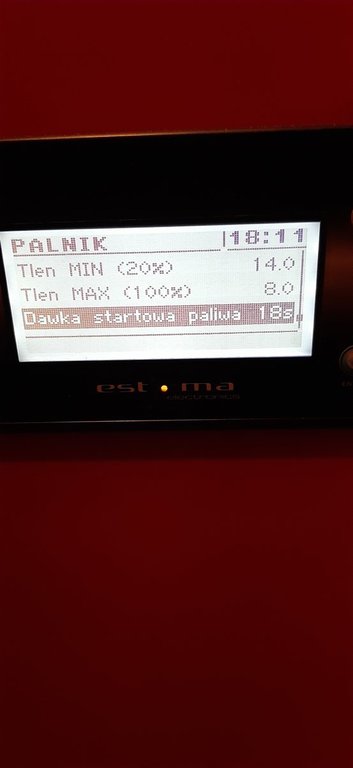 PALNIK 18:11
Tlen MIN (20%) 14.0
Tlen MAX (100%) 8.0
Dawka startowa paliwa 18s
est ma
electronics